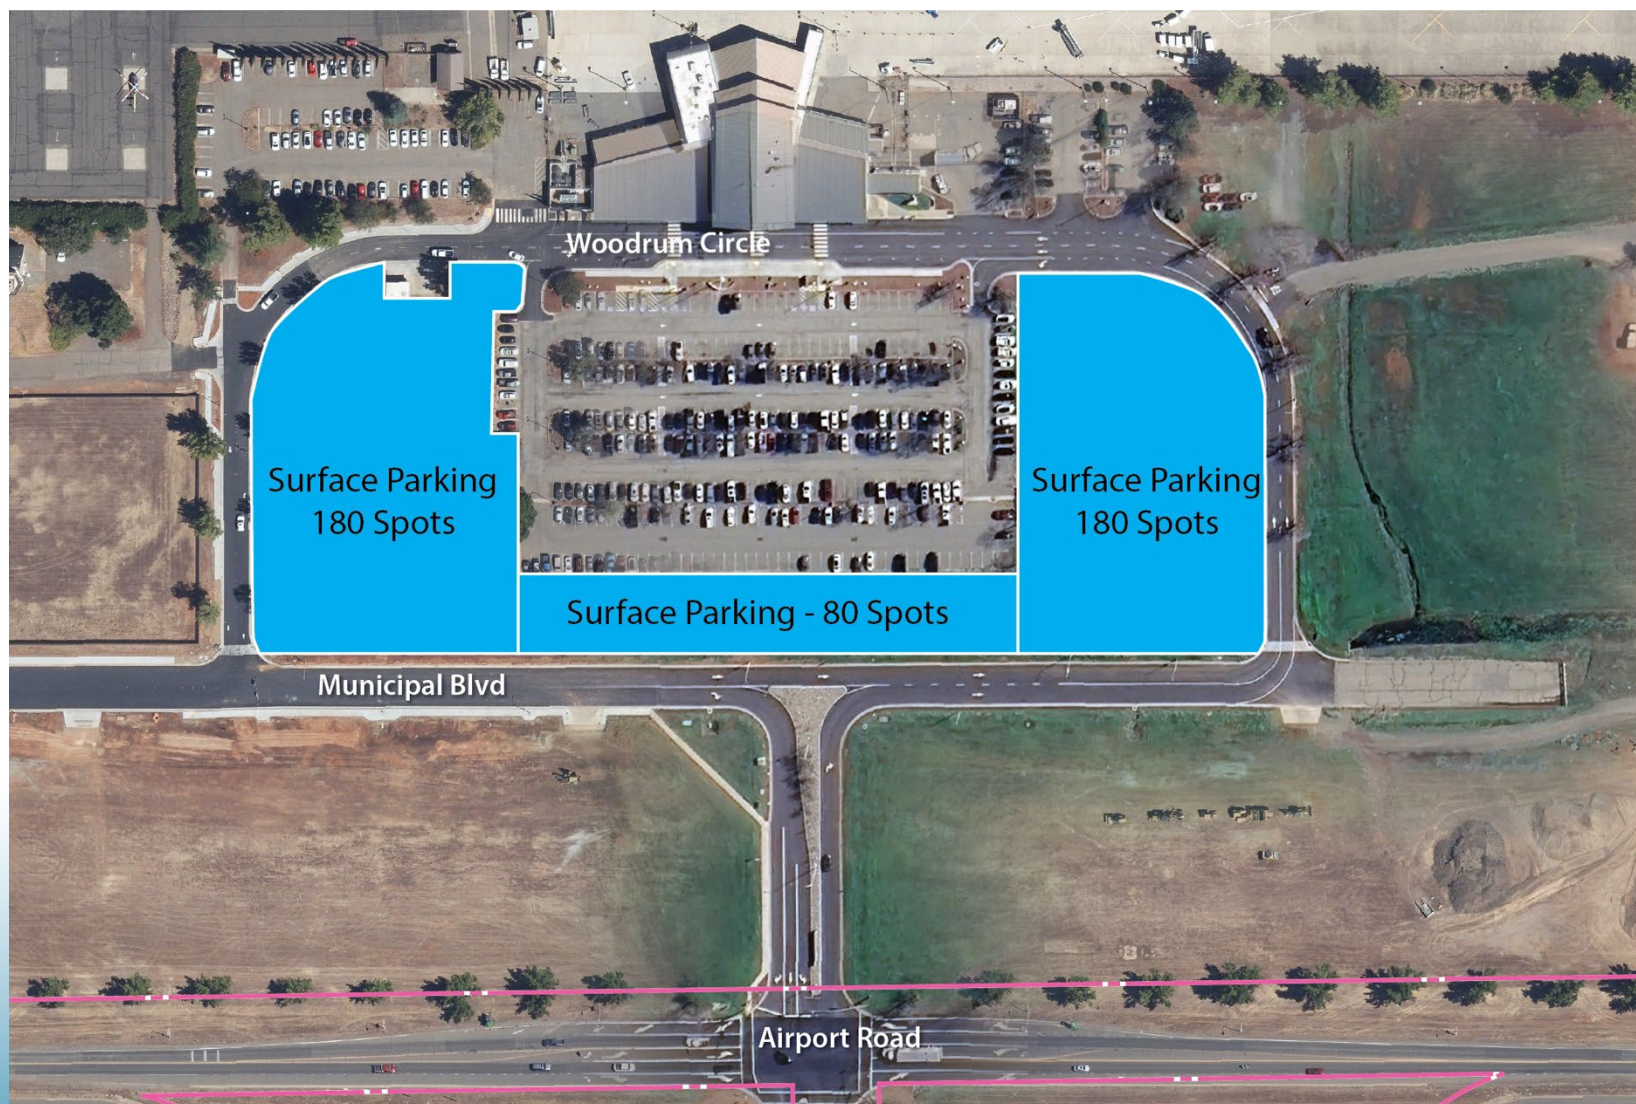 Woodrum Circle
Surface Parking
180 Spots
Surface Parking
180 Spots
Surface Parking - 80 Spots
Municipal Blvd
Airport Road